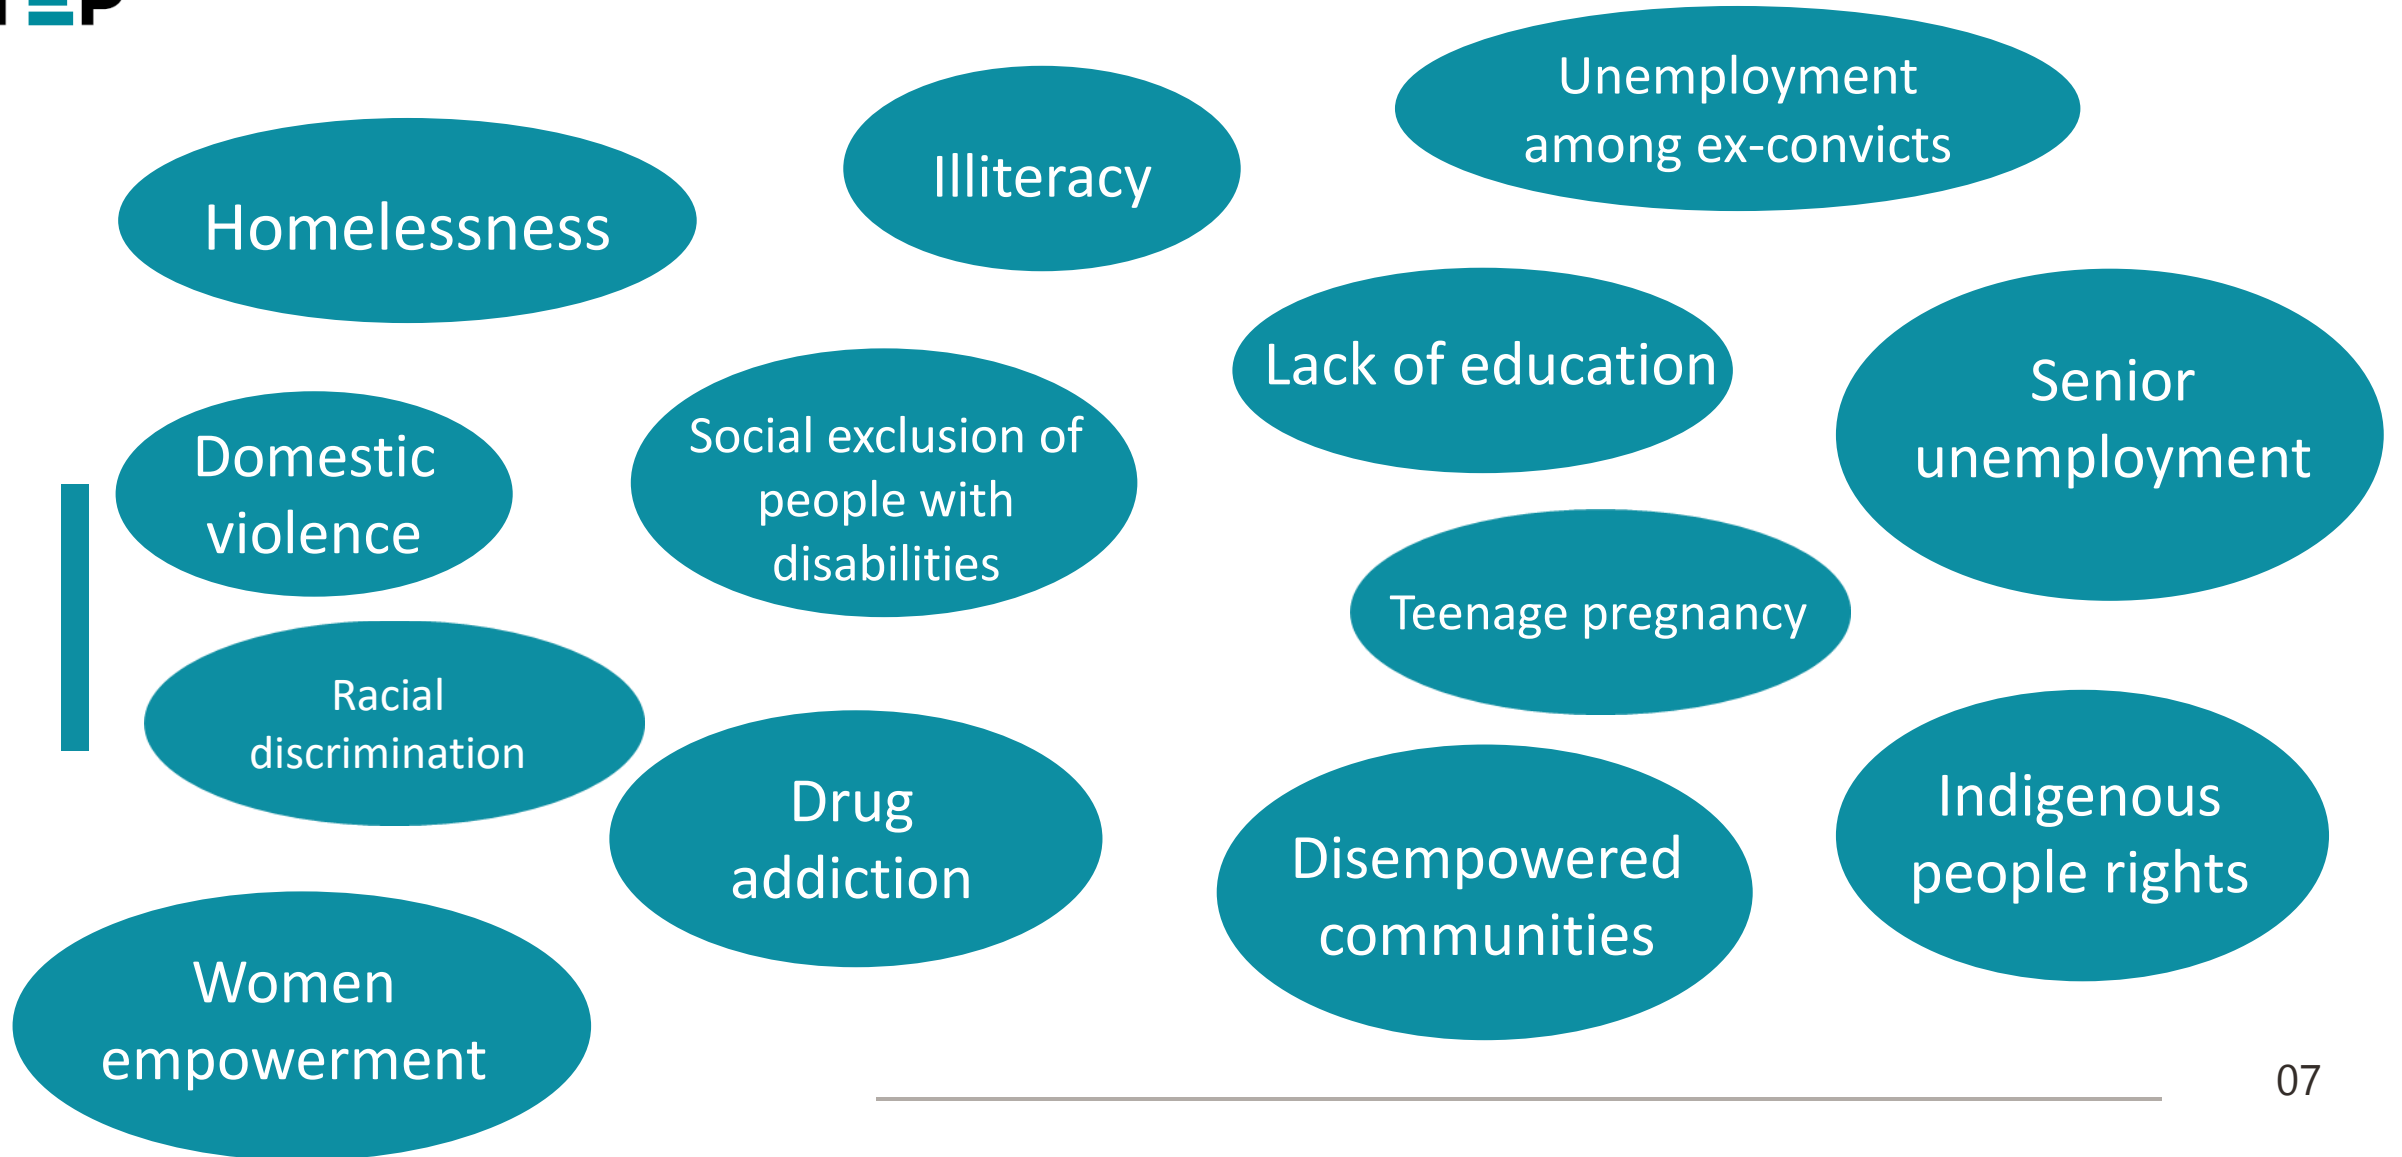 Unemployment
among ex-convicts
Illiteracy
Homelessness
Lack of education
Senior
unemployment
Social exclusion of
people with
disabilities
Domestic
violence
Teenage pregnancy
Racial
discrimination
Drug
addiction
Indigenous
people rights
Disempowered
communities
Women
empowerment
07